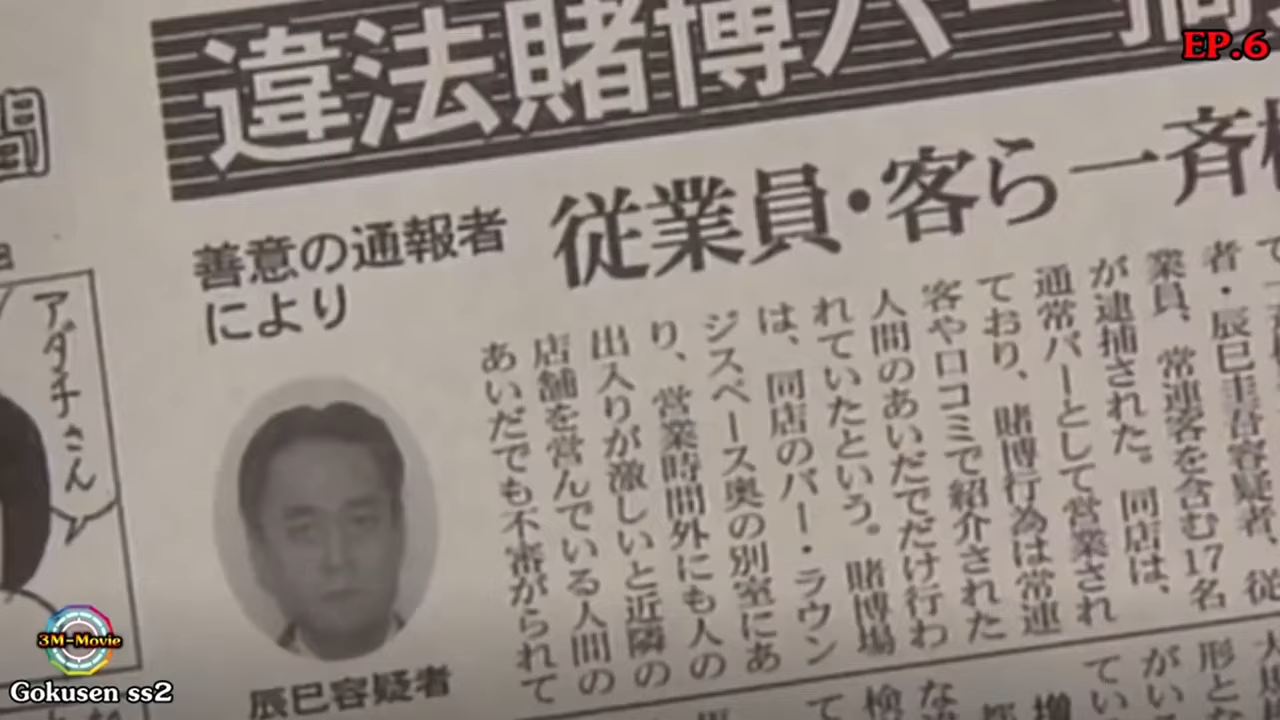 EP.6
違法賭博バー摘
従業員・客ら一斉検
善意の通報者
により
者・辰巳圭吾容疑者、従
業員、常連客を含む17名
が逮捕された。同店は、
通常バーとして営業され
ており、賭博行為は常連
客や口コミで紹介された
人間のあいだでだけ行わ
れていたという。賭博場
は、同店のバー・ラウン
ジスペース奥の別室にあ
り、営業時間外にも人の
出入りが激しいと近隣の
店舗を営んでいる人間の
あいだでも不審がられて
辰巳容疑者
アダチさん
3M-Movie
Gokusen ss2